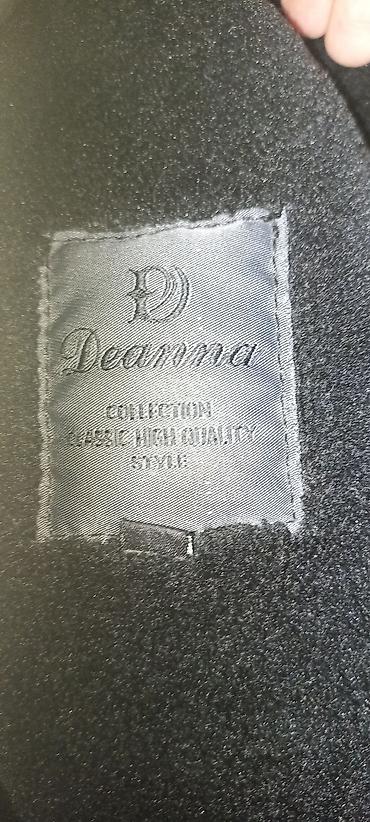 D
Deanna
COLLECTION
CLASSIC HIGH QUALITY
STYLE